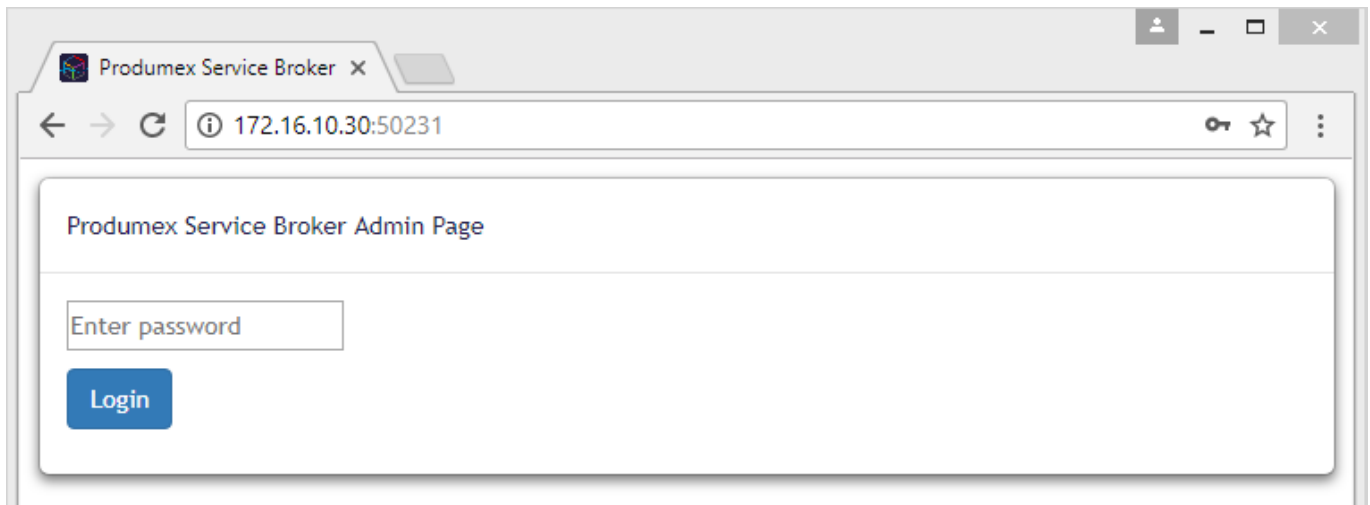 Produmex Service Broker
172.16.10.30:50231
Produmex Service Broker Admin Page
Enter password
Login